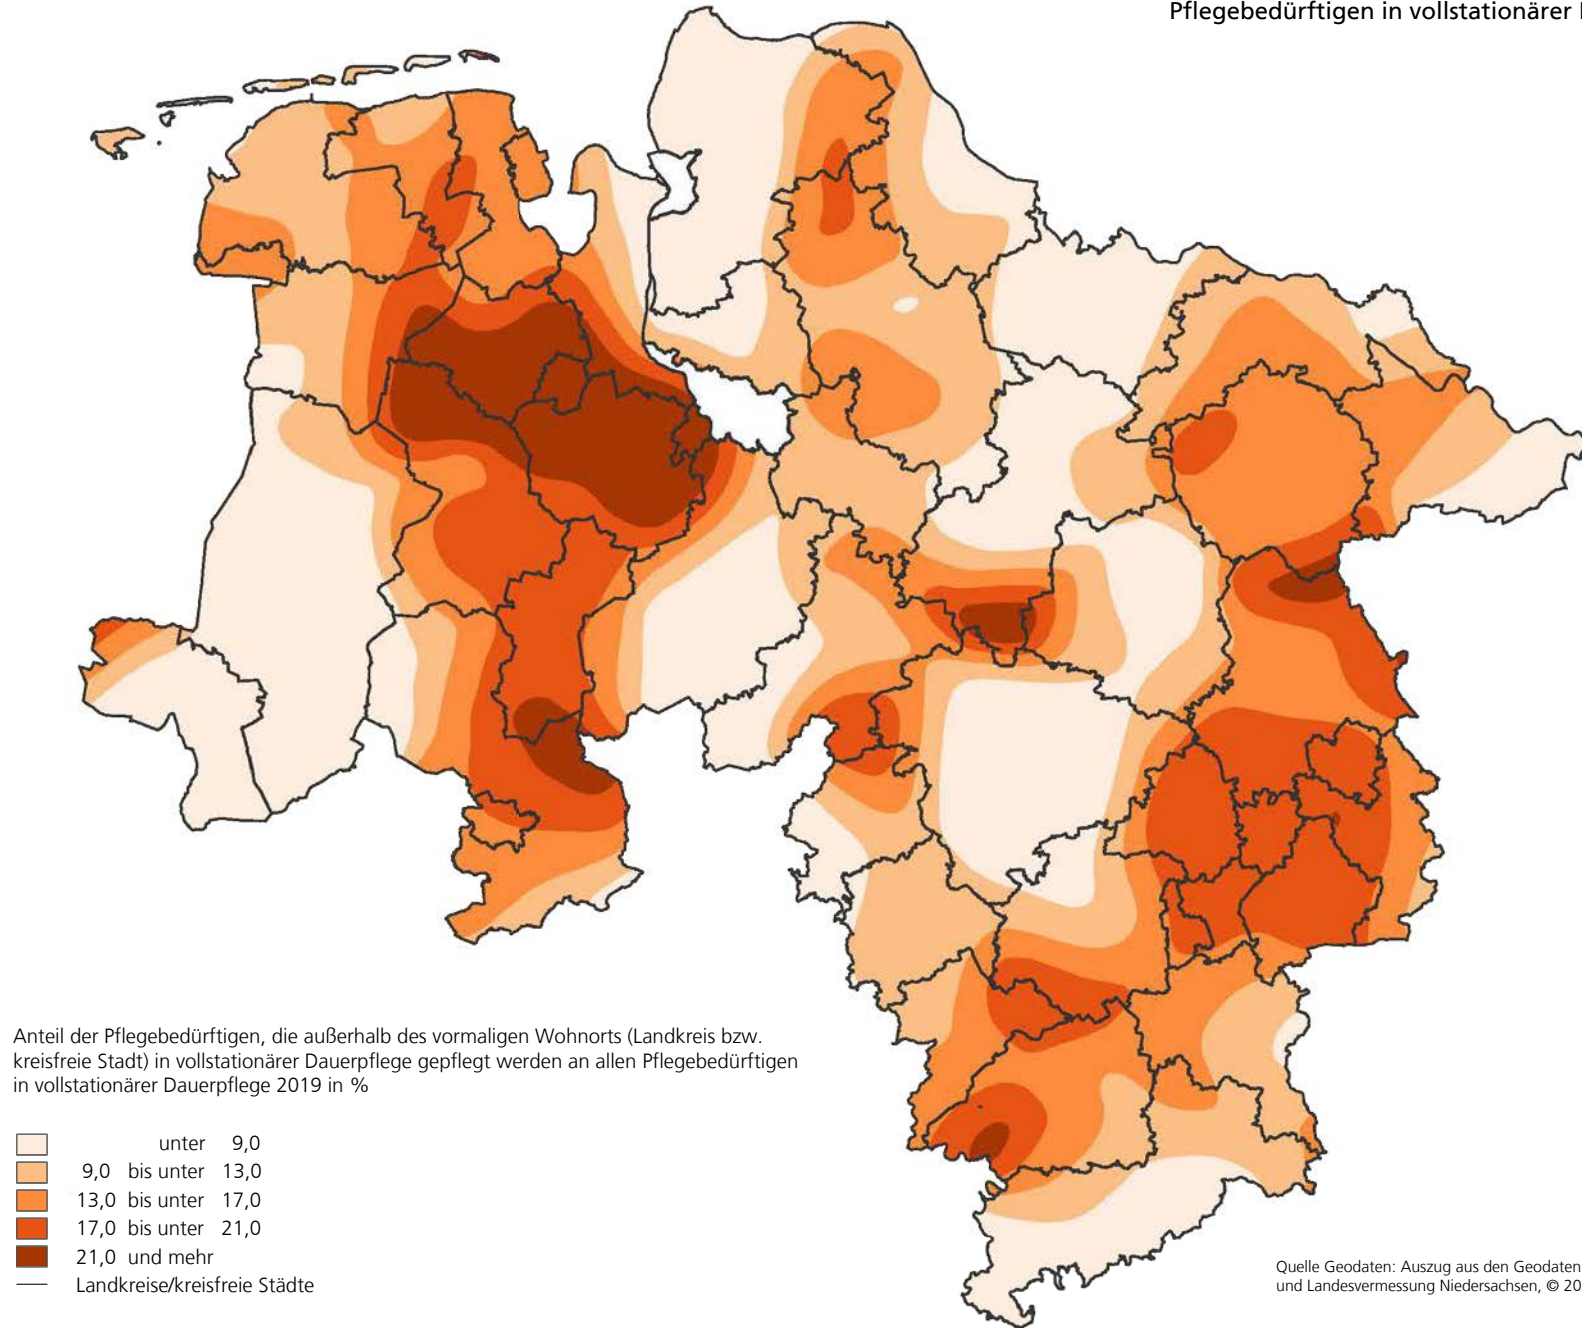 Pflegebedürftigen in vollstationärer
Anteil der Pflegebedürftigen, die außerhalb des vormaligen Wohnorts (Landkreis bzw.
kreisfreie Stadt) in vollstationärer Dauerpflege gepflegt werden an allen Pflegebedürftigen
in vollstationärer Dauerpflege 2019 in %
unter 9,0
9,0 bis unter 13,0
13,0 bis unter 17,0
17,0 bis unter 21,0
21,0 und mehr
Landkreise/kreisfreie Städte
Quelle Geodaten: Auszug aus den Geodaten
und Landesvermessung Niedersachsen, © 20